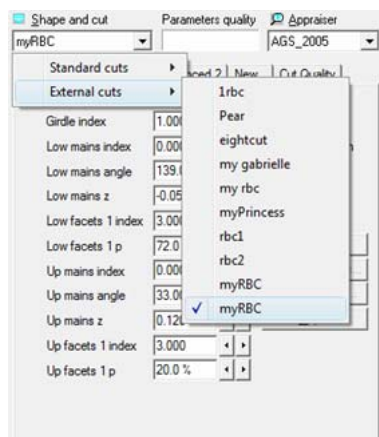 Shape and cut Parameters quality Appraiser
myRBC AGS_2005
Standard cuts
External cuts
New Cut Quality
1rbc
Pear
eightcut
my gabrielle
my rbc
myPrincess
rbc1
rbc2
myRBC
✓ myRBC
Girdle index 1.000
Low mains index 0.000
Low mains angle 139.0
Low mains z -0.05
Low facets 1 index 3.000
Low facets 1 p 72.0
Up mains index 0.000
Up mains angle 33.00
Up mains z 0.120
Up facets 1 index 3.000
Up facets 1 p 20.0 %